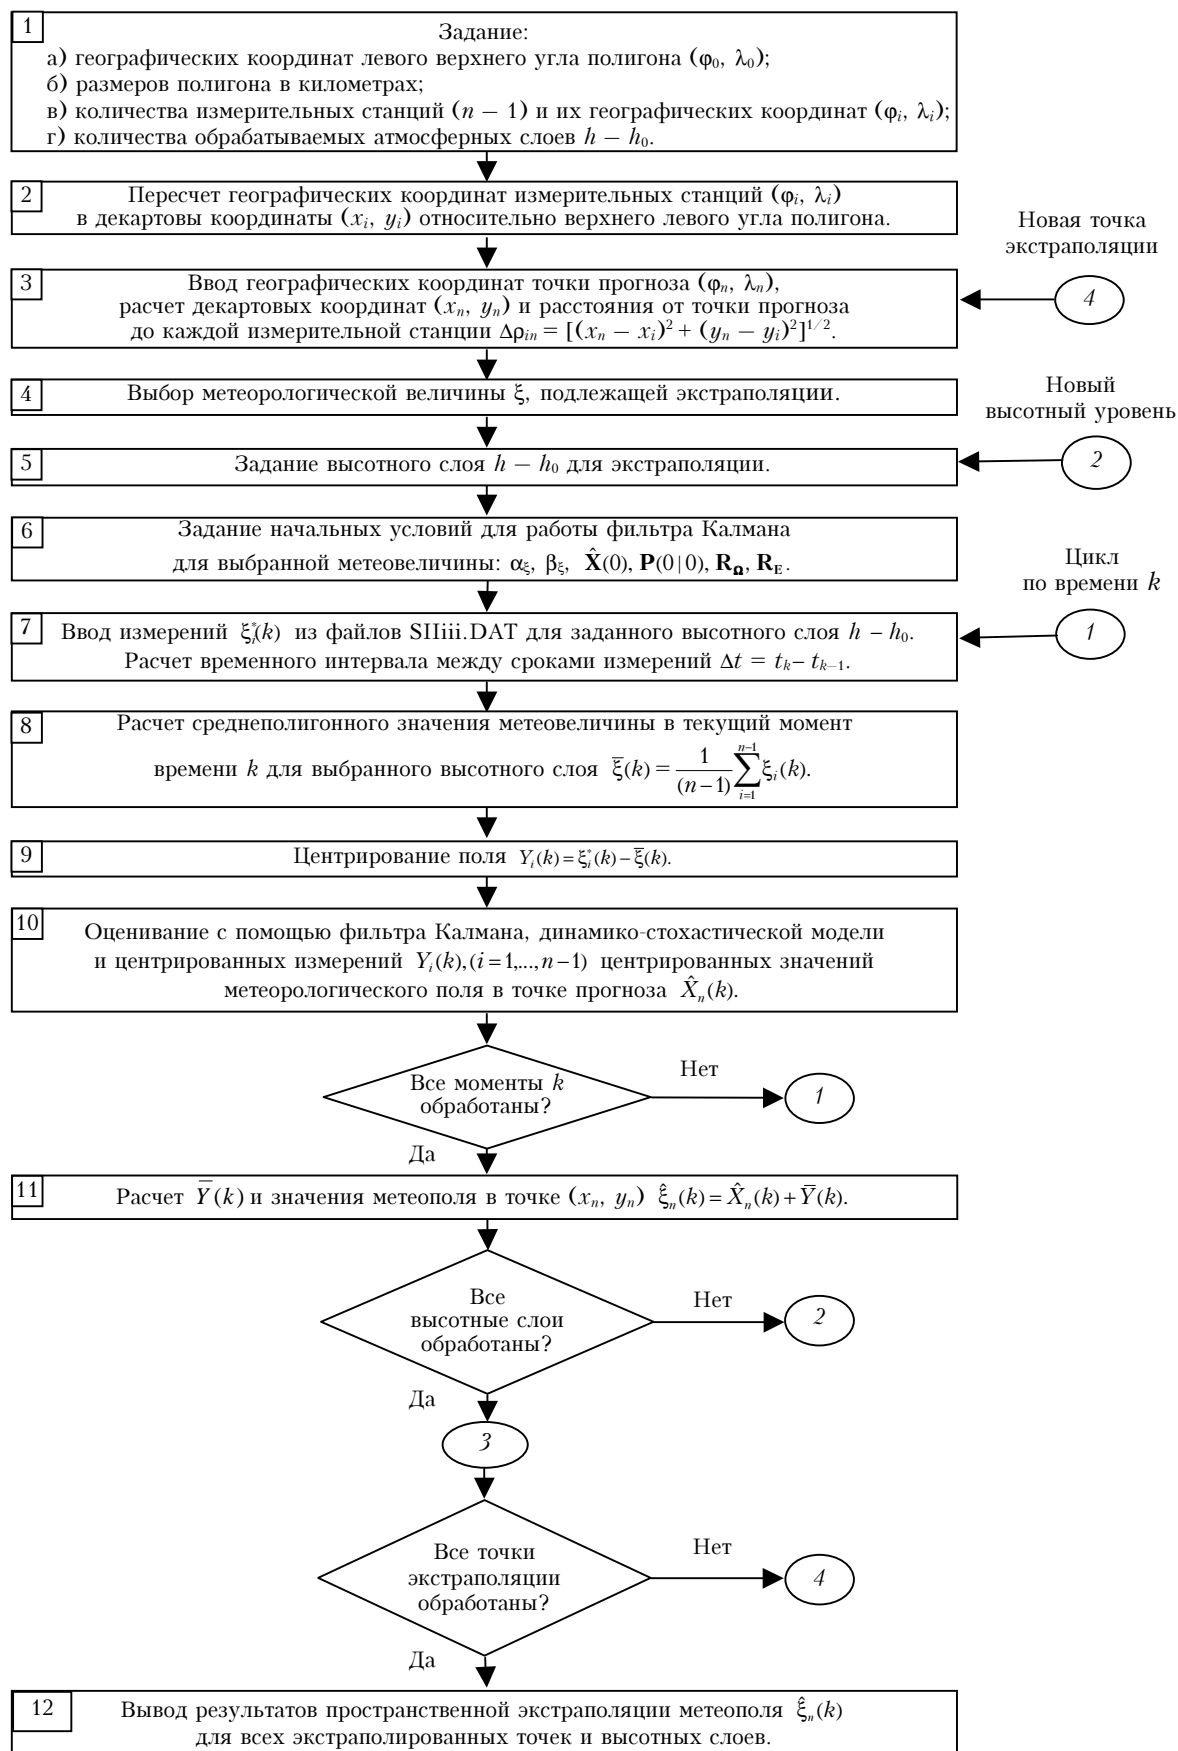 1
Задание:
а) географических координат левого верхнего угла полигона (φ₀, λ₀);
б) размеров полигона в километрах;
в) количества измерительных станций (n − 1) и их географических координат (φᵢ, λᵢ);
г) количества обрабатываемых атмосферных слоев h − h₀.
2
Пересчет географических координат измерительных станций (φᵢ, λᵢ)
в декартовы координаты (xᵢ, yᵢ) относительно верхнего левого угла полигона.
Новая точка
экстраполяции
3
Ввод географических координат точки прогноза (φₙ, λₙ),
расчет декартовых координат (xₙ, yₙ) и расстояния от точки прогноза
до каждой измерительной станции Δρᵢₙ = [(xₙ − xᵢ)² + (yₙ − yᵢ)²]^1/2.
4
4
Выбор метеорологической величины ξ, подлежащей экстраполяции.
Новый
высотный уровень
5
Задание высотного слоя h − h₀ для экстраполяции.
2
6
Задание начальных условий для работы фильтра Калмана
для выбранной метеовеличины: α_ξ, β_ξ, X̂(0), P(0|0), R_Ω, R_E.
Цикл
по времени k
7
Ввод измерений ξᵢ*(k) из файлов SIIiii.DAT для заданного высотного слоя h − h₀.
Расчет временного интервала между сроками измерений Δt = t_k − t_{k−1}.
1
8
Расчет среднеполигонного значения метеовеличины в текущий момент
времени k для выбранного высотного слоя ξ̅(k) = 1/(n−1) ∑_{i=1}^{n−1} ξᵢ(k).
9
Центрирование поля Yᵢ(k) = ξᵢ*(k) − ξ̅(k).
10
Оценивание с помощью фильтра Калмана, динамико-стохастической модели
и центрированных измерений Yᵢ(k),(i=1,...,n−1) центрированных значений
метеорологического поля в точке прогноза X̂ₙ(k).
Все моменты k
обработаны?
Нет
1
Да
11
Расчет Y̅(k) и значения метеополя в точке (xₙ, yₙ) ξ̂ₙ(k) = X̂ₙ(k) + Y̅(k).
Все
высотные слои
обработаны?
Нет
2
Да
3
Все точки
экстраполяции
обработаны?
Нет
4
Да
12
Вывод результатов пространственной экстраполяции метеополя ξ̂ₙ(k)
для всех экстраполированных точек и высотных слоев.